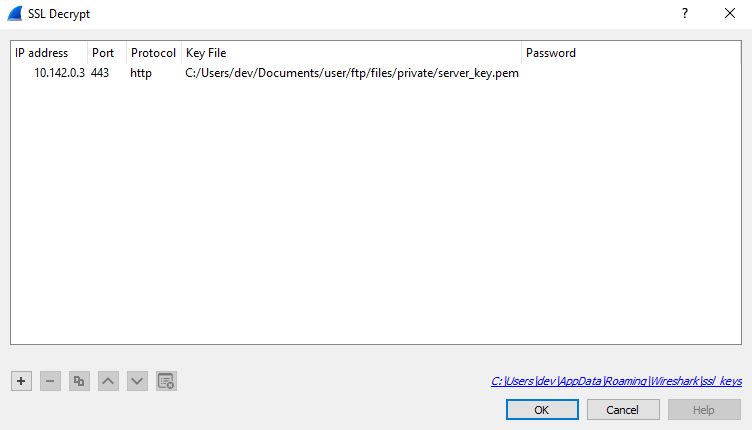 SSL Decrypt
IP address Port Protocol Key File Password
10.142.0.3 443 http C:/Users/dev/Documents/user/ftp/files/private/server_key.pem
C:\Users\dev\AppData\Roaming\Wireshark\ssl_keys
OK Cancel Help